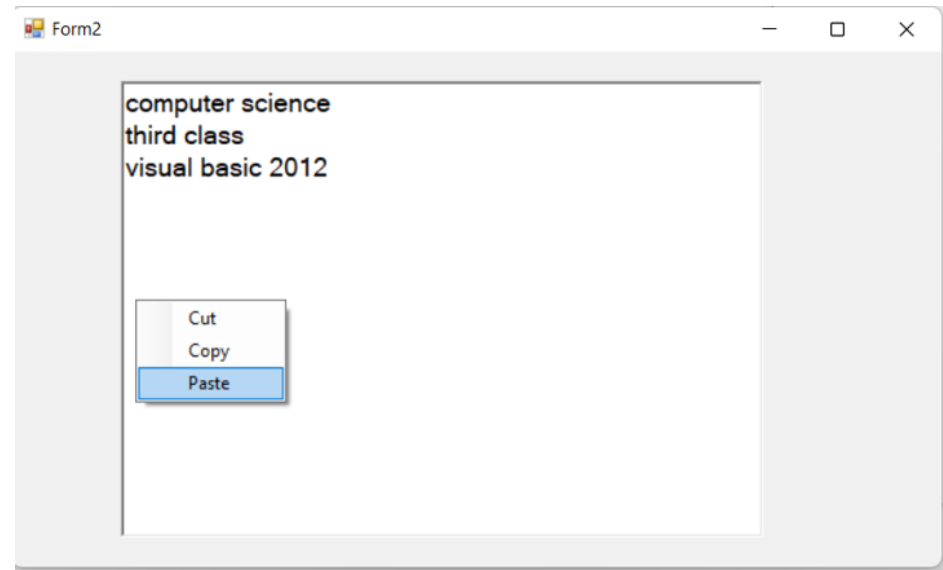 Form2
computer science
third class
visual basic 2012
Cut
Copy
Paste